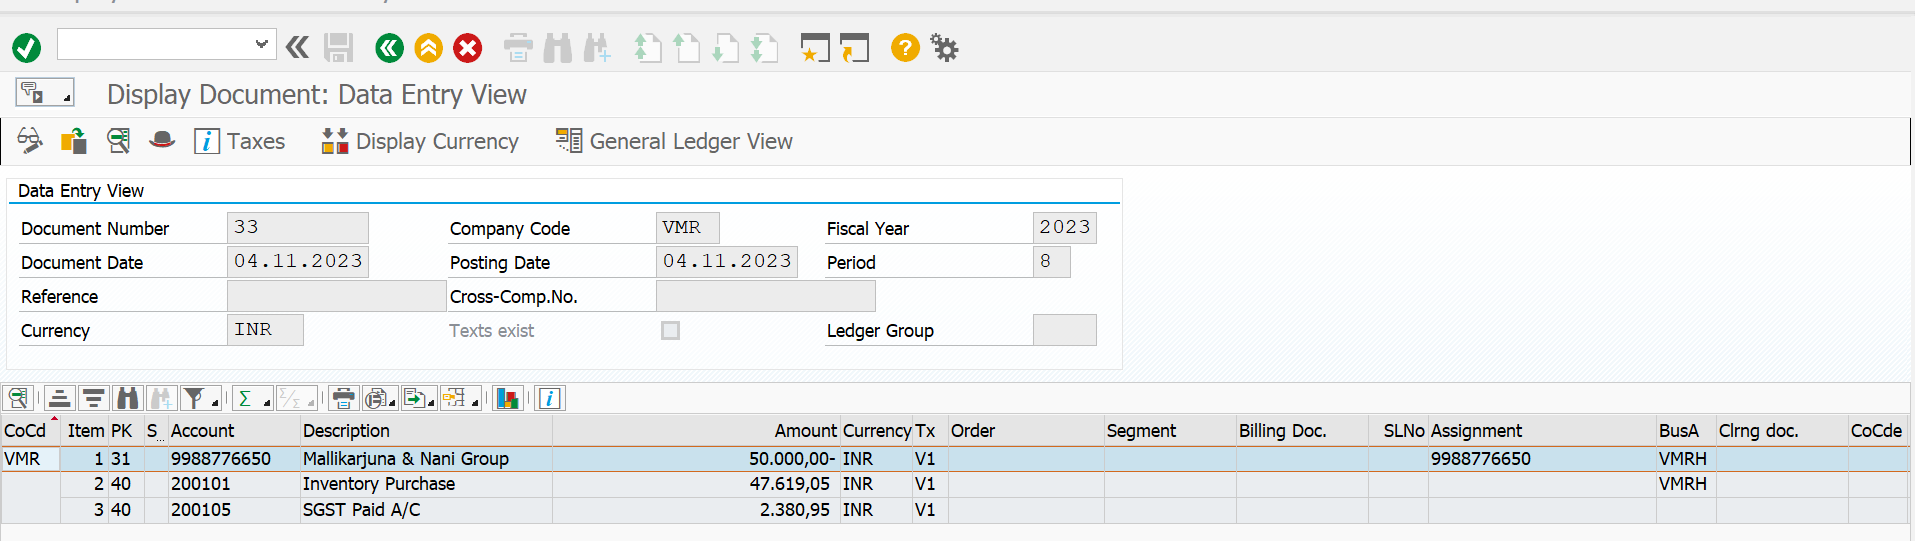 Display Document: Data Entry View
Taxes Display Currency General Ledger View
Data Entry View
Document Number 33 Company Code VMR Fiscal Year 2023
Document Date 04.11.2023 Posting Date 04.11.2023 Period 8
Reference Cross-Comp.No.
Currency INR Texts exist Ledger Group
CoCd Item PK S... Account Description Amount Currency Tx Order Segment Billing Doc. SLNo Assignment BusA Clrng doc. CoCde
VMR 1 31 9988776650 Mallikarjuna & Nani Group 50.000,00- INR V1 9988776650 VMRH
2 40 200101 Inventory Purchase 47.619,05 INR V1 VMRH
3 40 200105 SGST Paid A/C 2.380,95 INR V1